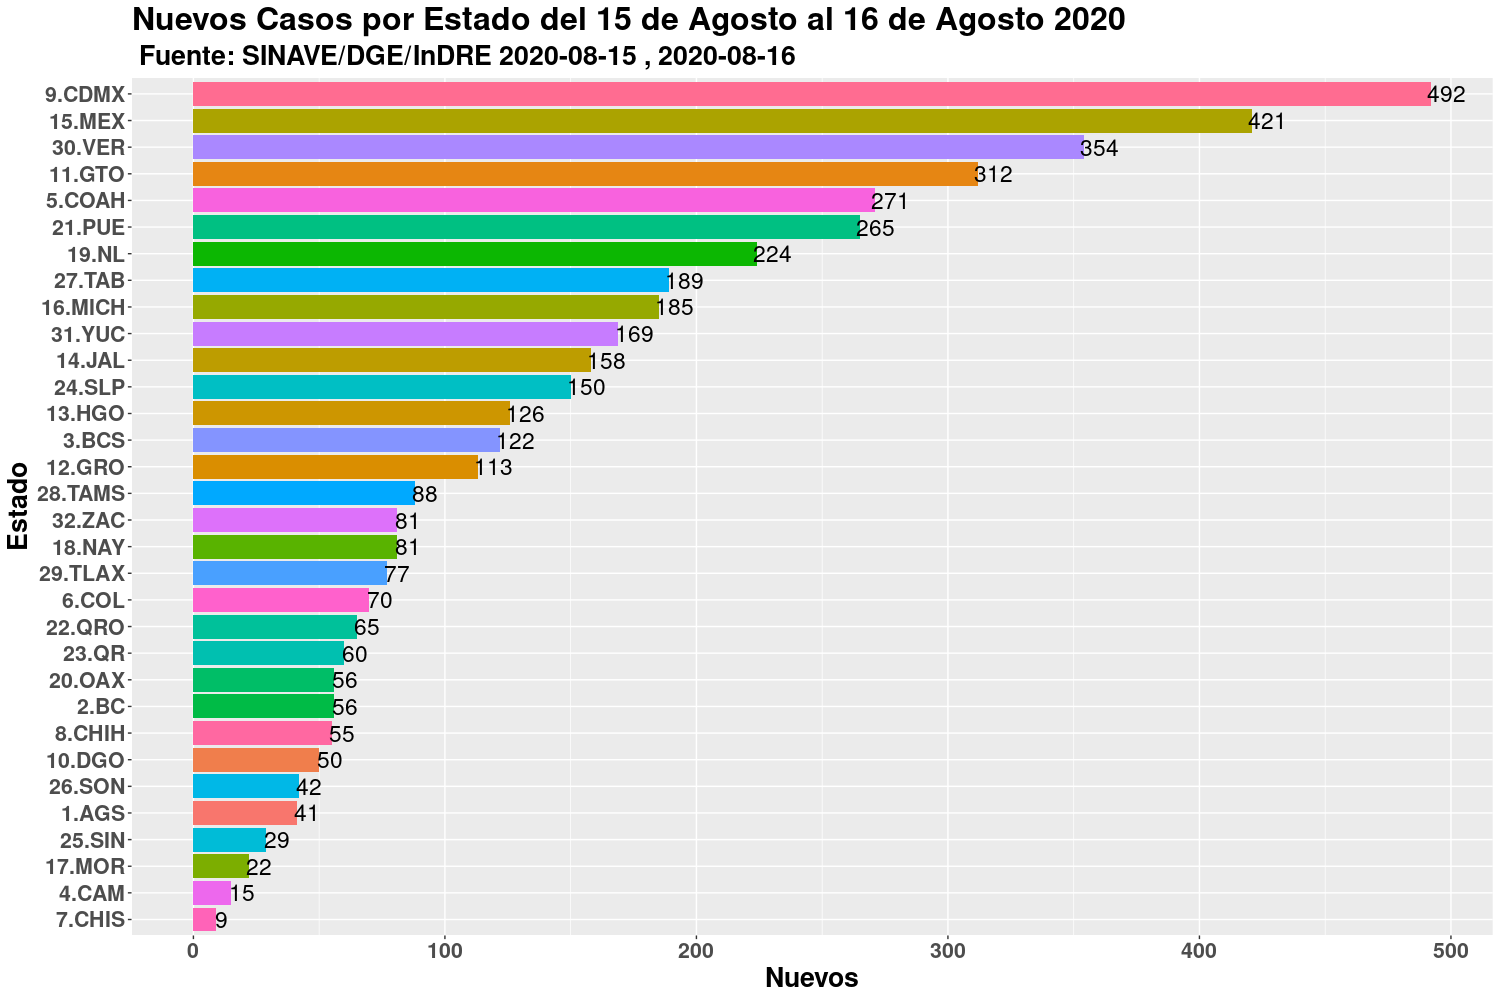 Nuevos Casos por Estado del 15 de Agosto al 16 de Agosto 2020
Fuente: SINAVE/DGE/InDRE 2020-08-15 , 2020-08-16
Estado
9.CDMX 492
15.MEX 421
30.VER 354
11.GTO 312
5.COAH 271
21.PUE 265
19.NL 224
27.TAB 189
16.MICH 185
31.YUC 169
14.JAL 158
24.SLP 150
13.HGO 126
3.BCS 122
12.GRO 113
28.TAMS 88
32.ZAC 81
18.NAY 81
29.TLAX 77
6.COL 70
22.QRO 65
23.QR 60
20.OAX 56
2.BC 56
8.CHIH 55
10.DGO 50
26.SON 42
1.AGS 41
25.SIN 29
17.MOR 22
4.CAM 15
7.CHIS 9
0 100 200 300 400 500
Nuevos